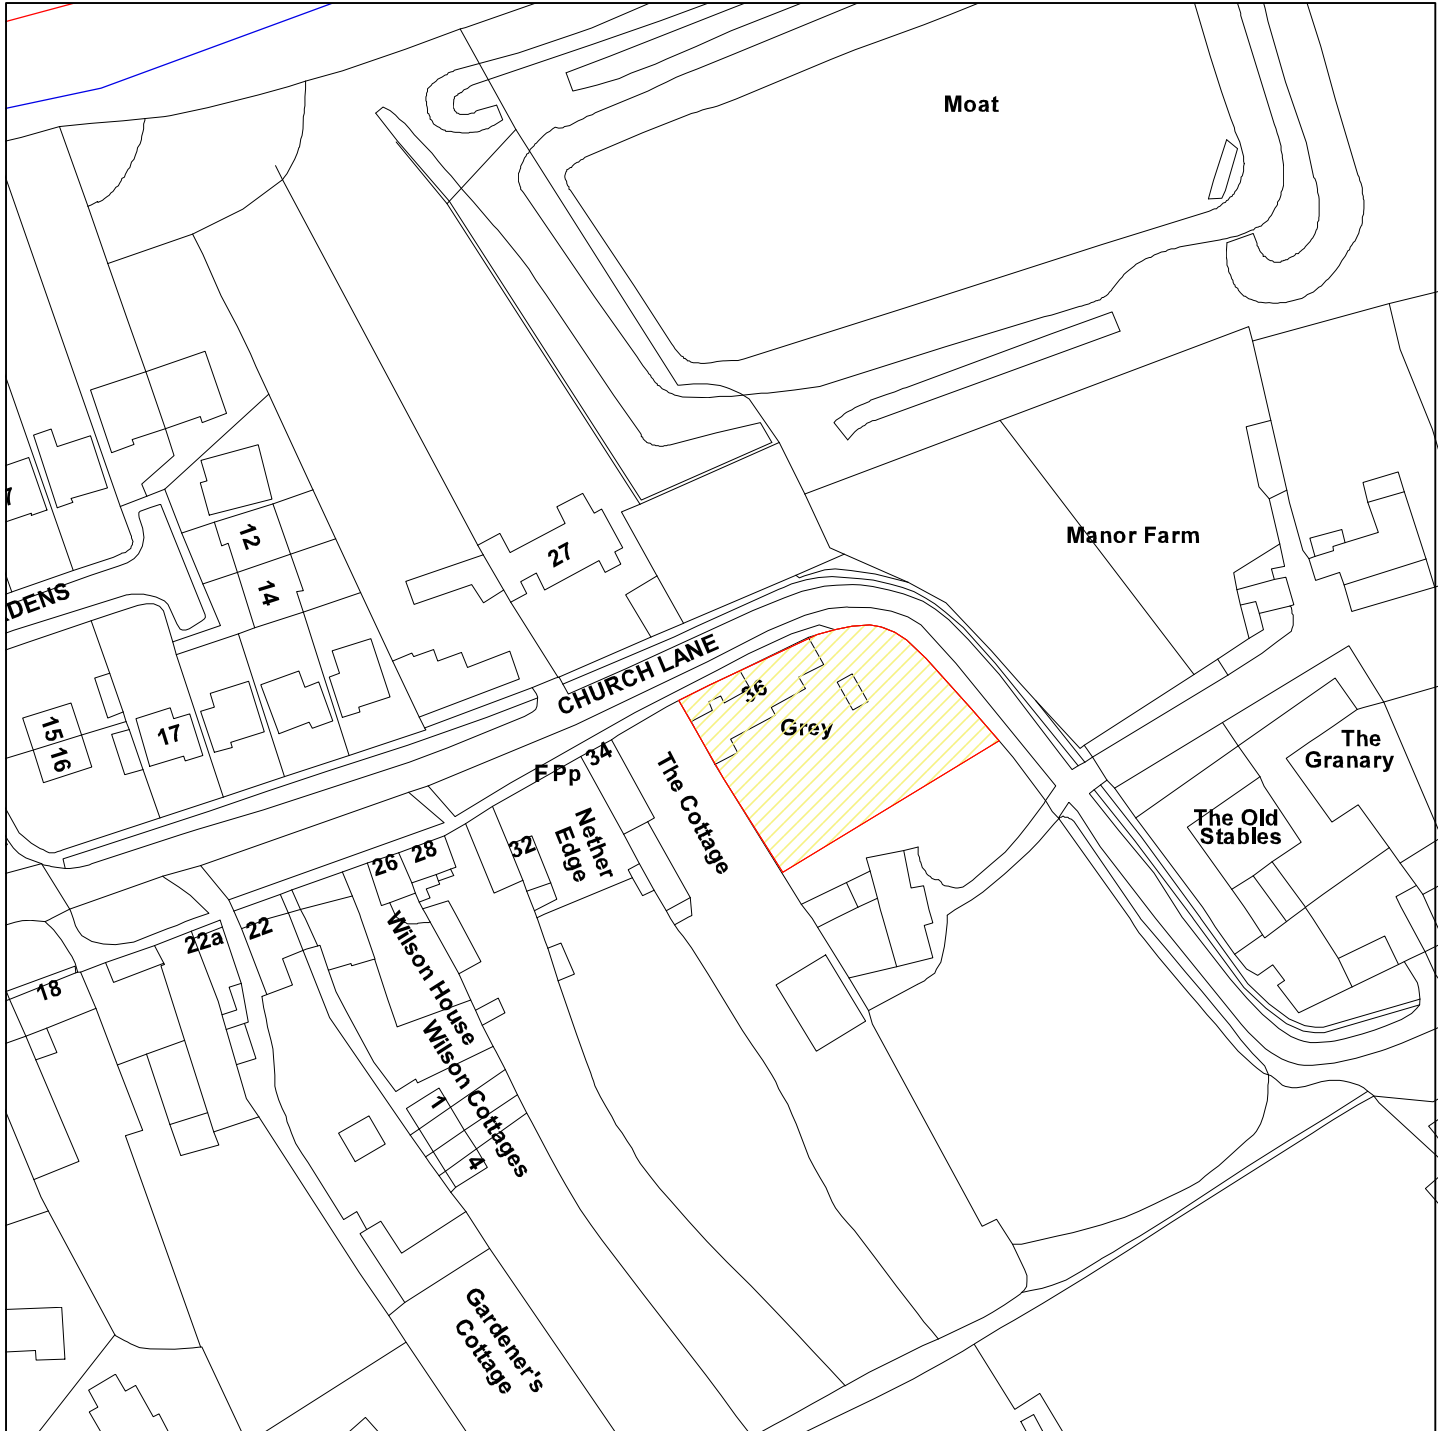 Moat
Manor Farm
27
12
14
DENS
CHURCH LANE
36
Grey
15
16
17
The
Granary
The Old
Stables
34
FPp
The Cottage
Nether
Edge
32
28
26
22
22a
18
Wilson House
Wilson Cottages
1
4
Gardener's
Cottage